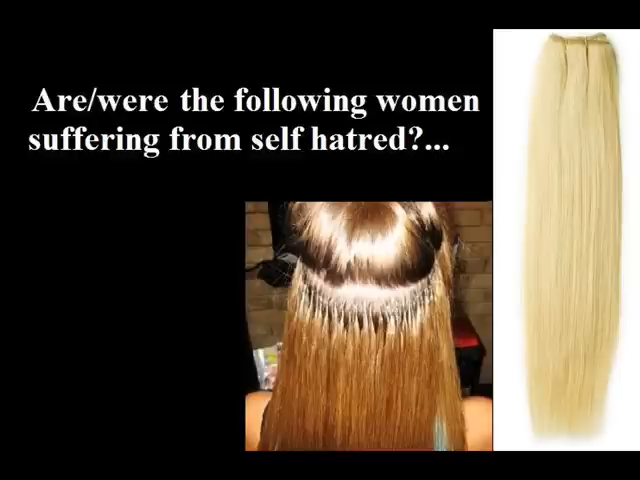 Are/were the following women
suffering from self hatred?...